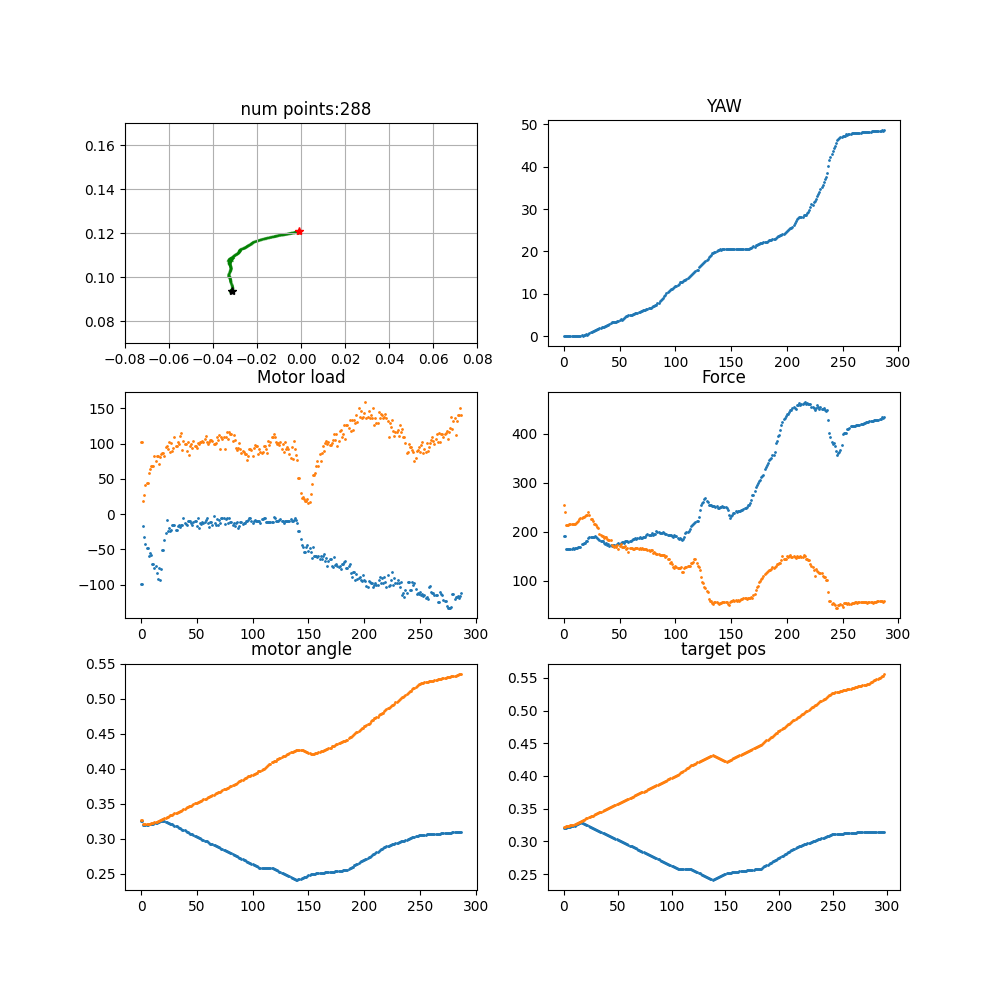 num points:288
YAW
0.16
0.14
0.12
0.10
0.08
−0.08 −0.06 −0.04 −0.02 0.00 0.02 0.04 0.06 0.08
50
40
30
20
10
0
0 50 100 150 200 250 300
Motor load
Force
150
100
50
0
−50
−100
0 50 100 150 200 250 300
400
300
200
100
0 50 100 150 200 250 300
motor angle
target pos
0.55
0.50
0.45
0.40
0.35
0.30
0.25
0 50 100 150 200 250 300
0.55
0.50
0.45
0.40
0.35
0.30
0.25
0 50 100 150 200 250 300